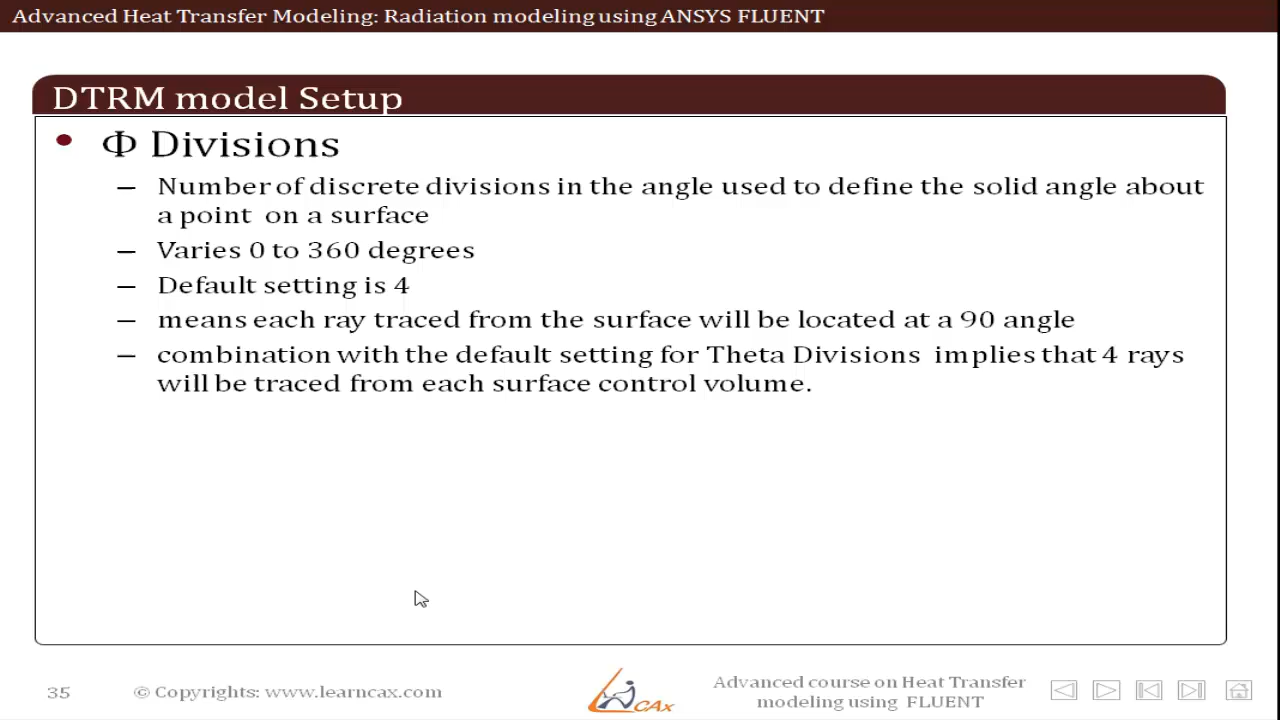 Advanced Heat Transfer Modeling: Radiation modeling using ANSYS FLUENT
DTRM model Setup
• Φ Divisions
– Number of discrete divisions in the angle used to define the solid angle about
a point on a surface
– Varies 0 to 360 degrees
– Default setting is 4
– means each ray traced from the surface will be located at a 90 angle
– combination with the default setting for Theta Divisions implies that 4 rays
will be traced from each surface control volume.
35
© Copyrights: www.learncax.com
CAx
Advanced course on Heat Transfer
modeling using FLUENT